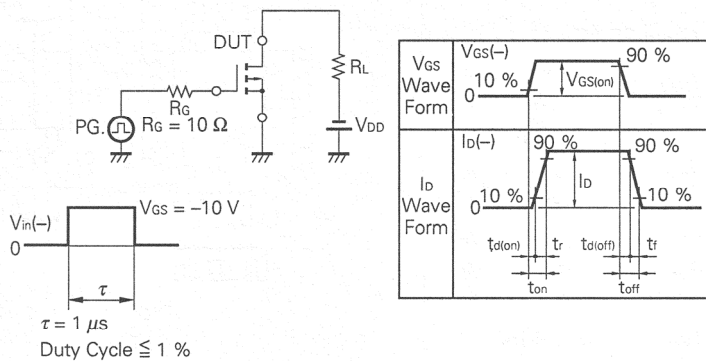 DUT
RL
RG
PG.
RG = 10 Ω
VDD
Vin(−)
0
VGS = −10 V
τ
τ = 1 μs
Duty Cycle ≦ 1 %
VGS
Wave
Form
VGS(−)
10 %
0
VGS(on)
90 %
ID
Wave
Form
ID(−)
90 %
90 %
10 %
0
ID
10 %
td(on)
tr
td(off)
tf
ton
toff